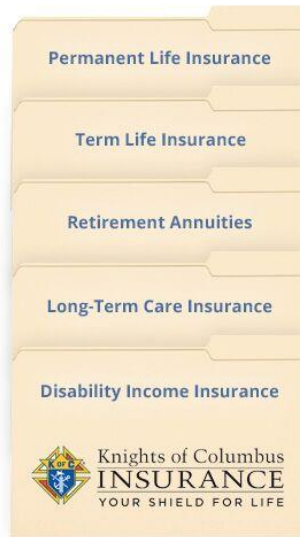 Permanent Life Insurance
Term Life Insurance
Retirement Annuities
Long-Term Care Insurance
Disability Income Insurance
K OF C
Knights of Columbus
INSURANCE
YOUR SHIELD FOR LIFE